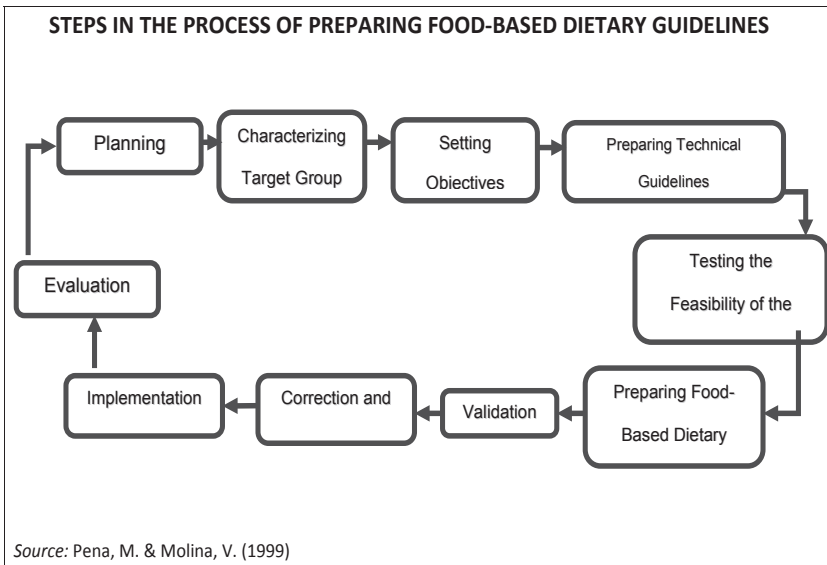 STEPS IN THE PROCESS OF PREPARING FOOD-BASED DIETARY GUIDELINES
Planning
Characterizing
Target Group
Setting
Obiectives
Preparing Technical
Guidelines
Testing the
Feasibility of the
Preparing Food-
Based Dietary
Validation
Correction and
Implementation
Evaluation
Source: Pena, M. & Molina, V. (1999)